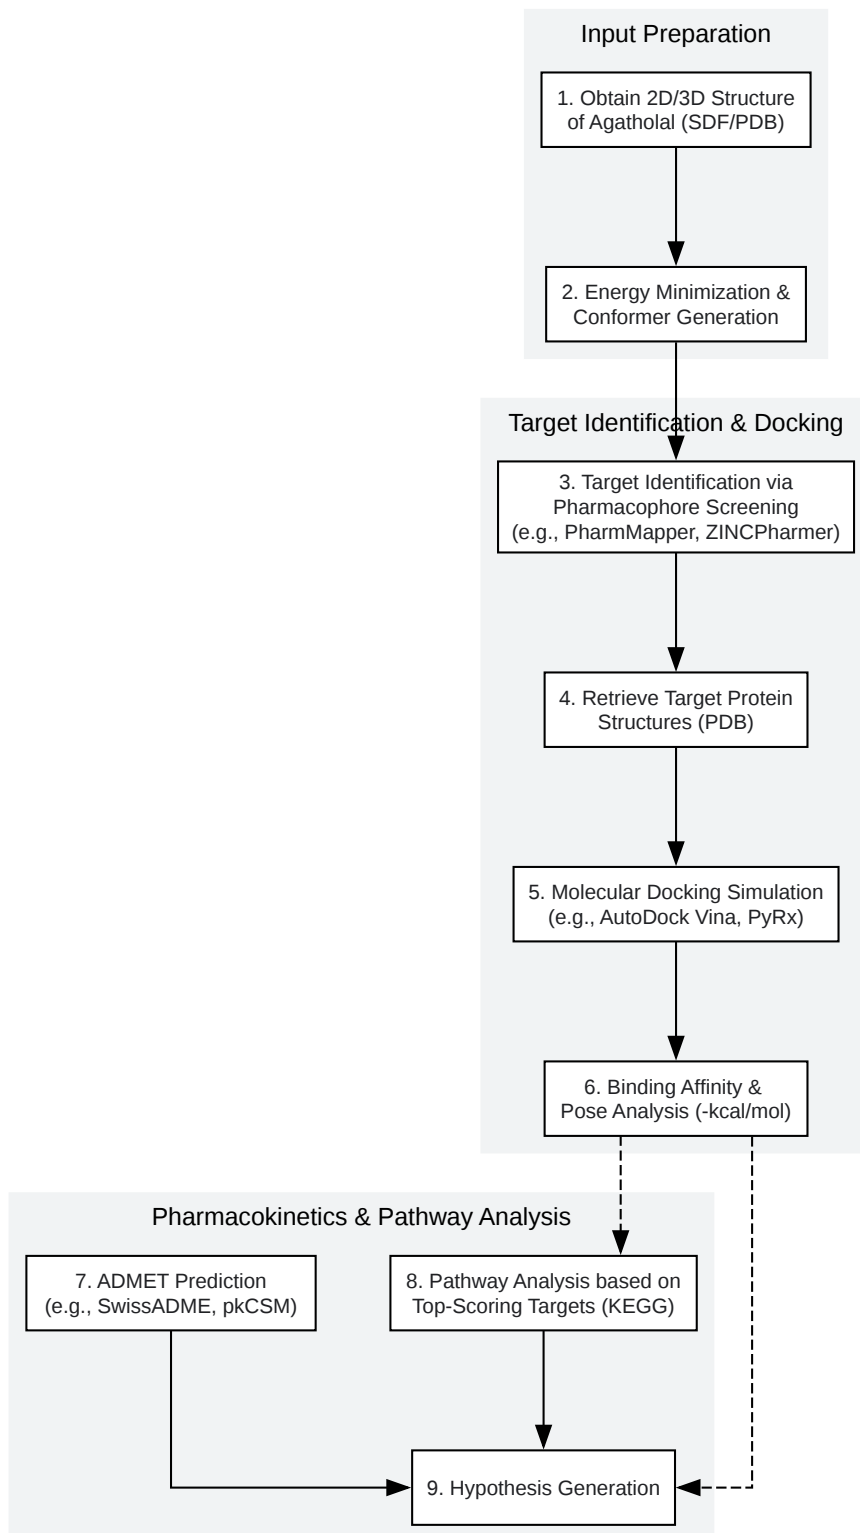 Input Preparation
1. Obtain 2D/3D Structure
of Agatholal (SDF/PDB)
2. Energy Minimization &
Conformer Generation
Target Identification & Docking
3. Target Identification via
Pharmacophore Screening
(e.g., PharmMapper, ZINCPharmer)
4. Retrieve Target Protein
Structures (PDB)
5. Molecular Docking Simulation
(e.g., AutoDock Vina, PyRx)
6. Binding Affinity &
Pose Analysis (-kcal/mol)
Pharmacokinetics & Pathway Analysis
7. ADMET Prediction
(e.g., SwissADME, pkCSM)
8. Pathway Analysis based on
Top-Scoring Targets (KEGG)
9. Hypothesis Generation